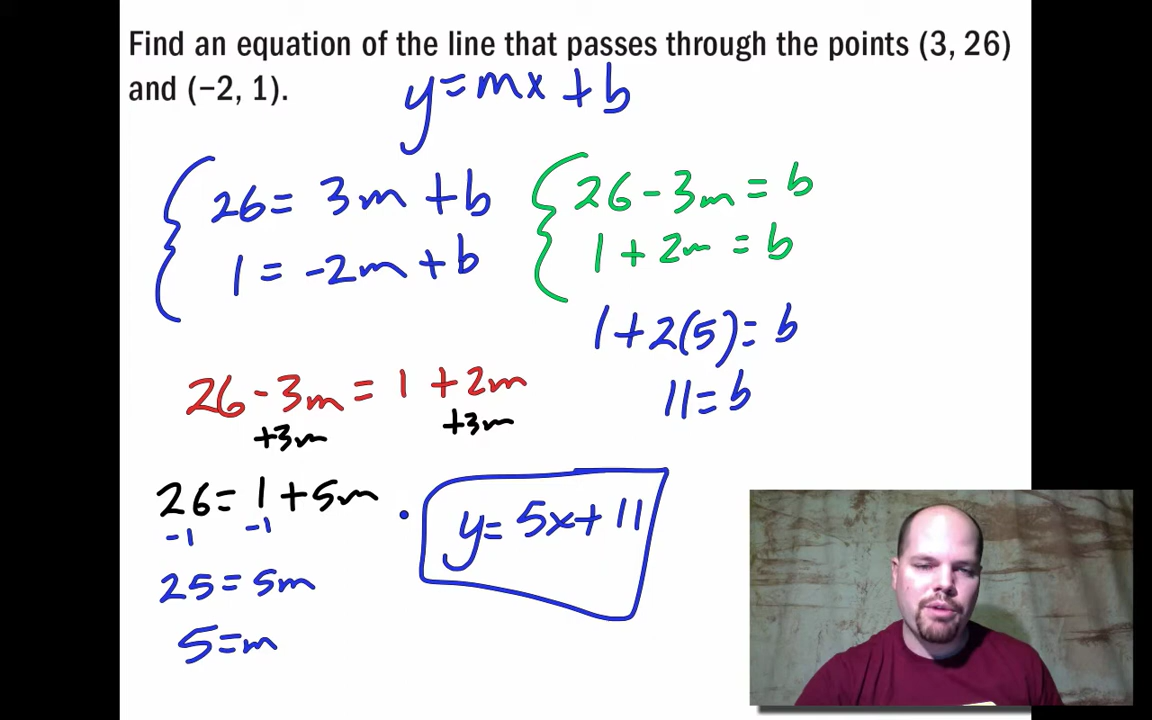 Find an equation of the line that passes through the points (3, 26)
and (−2, 1).
y=mx+b
26= 3m +b
1 = -2m+b
26-3m= b
1+2m =b
1+2(5)= b
11=b
26-3m= 1 +2m
+3m +3m
26= 1+5m
-1 -1
25=5m
5=m
y= 5x+11